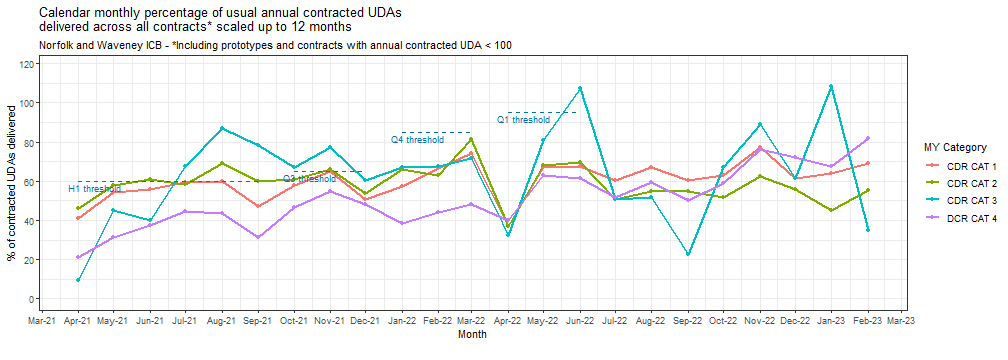 Calendar monthly percentage of usual annual contracted UDAs
delivered across all contracts* scaled up to 12 months
Norfolk and Waveney ICB - *Including prototypes and contracts with annual contracted UDA < 100
% of contracted UDAs delivered
120
100
80
60
40
20
0
H1 threshold
Q3 threshold
Q4 threshold
Q1 threshold
Mar-21 Apr-21 May-21 Jun-21 Jul-21 Aug-21 Sep-21 Oct-21 Nov-21 Dec-21 Jan-22 Feb-22 Mar-22 Apr-22 May-22 Jun-22 Jul-22 Aug-22 Sep-22 Oct-22 Nov-22 Dec-22 Jan-23 Feb-23 Mar-23
Month
MY Category
CDR CAT 1
CDR CAT 2
CDR CAT 3
DCR CAT 4